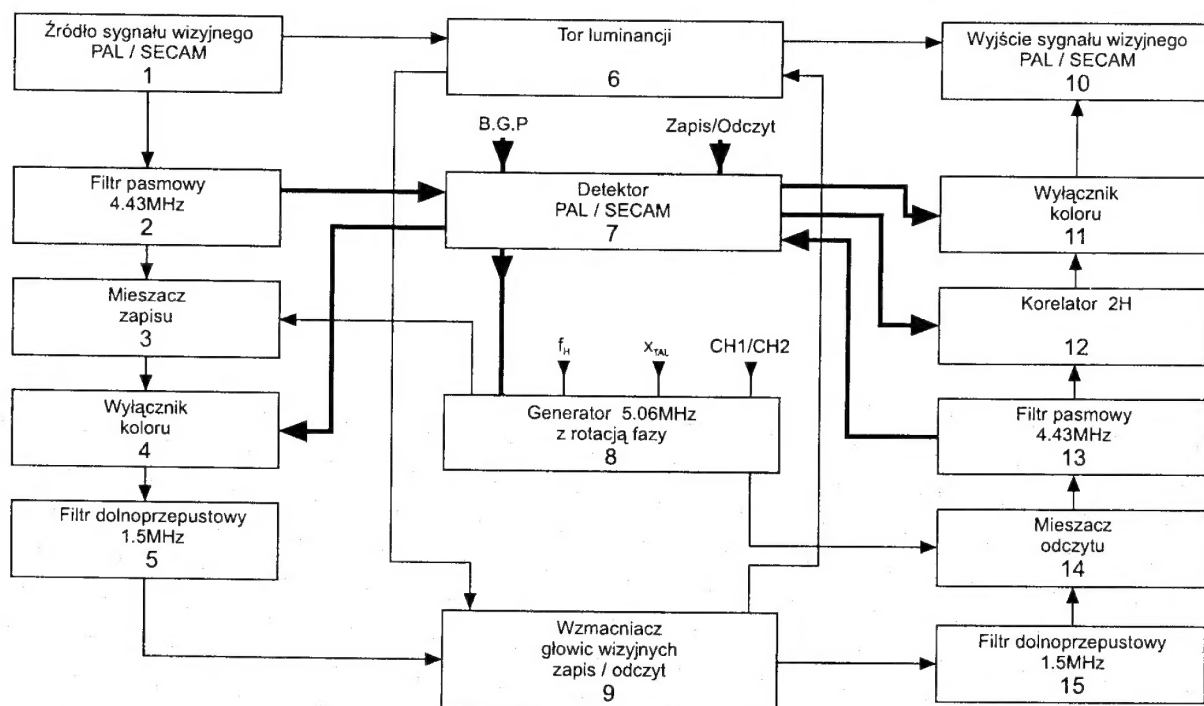 Źródło sygnału wizyjnego
PAL / SECAM
1
Tor luminancji
6
Wyjście sygnału wizyjnego
PAL / SECAM
10
B.G.P
Zapis/Odczyt
Filtr pasmowy
4.43MHz
2
Detektor
PAL / SECAM
7
Wyłącznik
koloru
11
Mieszacz
zapisu
3
Korelator 2H
12
fH
XTAL
CH1/CH2
Wyłącznik
koloru
4
Generator 5.06MHz
z rotacją fazy
8
Filtr pasmowy
4.43MHz
13
Filtr dolnoprzepustowy
1.5MHz
5
Mieszacz
odczytu
14
Wzmacniacz
głowic wizyjnych
zapis / odczyt
9
Filtr dolnoprzepustowy
1.5MHz
15